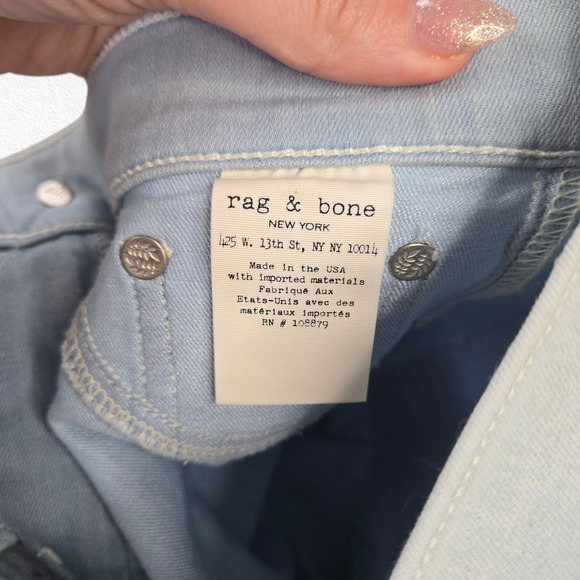 rag & bone
NEW YORK
425 W. 13th St, NY NY 10014
Made in the USA
with imported materials
Fabriqué Aux
Etats-Unis avec des
matériaux importés
RN # 108879